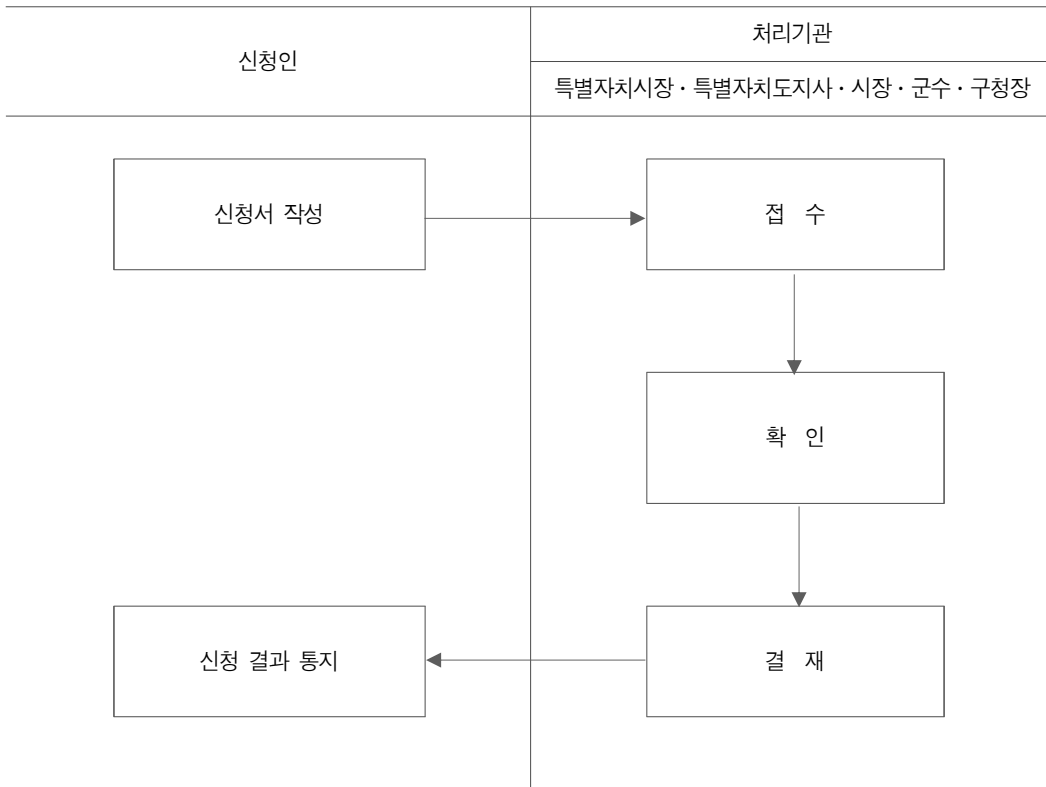 신청인
처리기관
특별자치시장·특별자치도지사·시장·군수·구청장
신청서 작성
접 수
확 인
신청 결과 통지
결 재